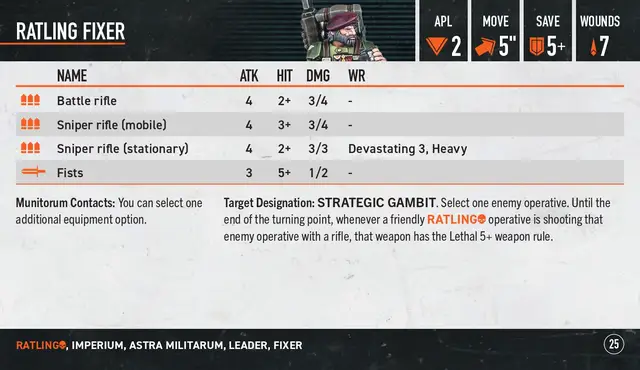 RATLING FIXER
APL MOVE SAVE WOUNDS
2 5" 5+ 7
NAME ATK HIT DMG WR
Battle rifle 4 2+ 3/4 -
Sniper rifle (mobile) 4 3+ 3/4 -
Sniper rifle (stationary) 4 2+ 3/3 Devastating 3, Heavy
Fists 3 5+ 1/2 -
Munitorum Contacts: You can select one
additional equipment option.
Target Designation: STRATEGIC GAMBIT. Select one enemy operative. Until the
end of the turning point, whenever a friendly RATLING operative is shooting that
enemy operative with a rifle, that weapon has the Lethal 5+ weapon rule.
RATLING, IMPERIUM, ASTRA MILITARUM, LEADER, FIXER
25